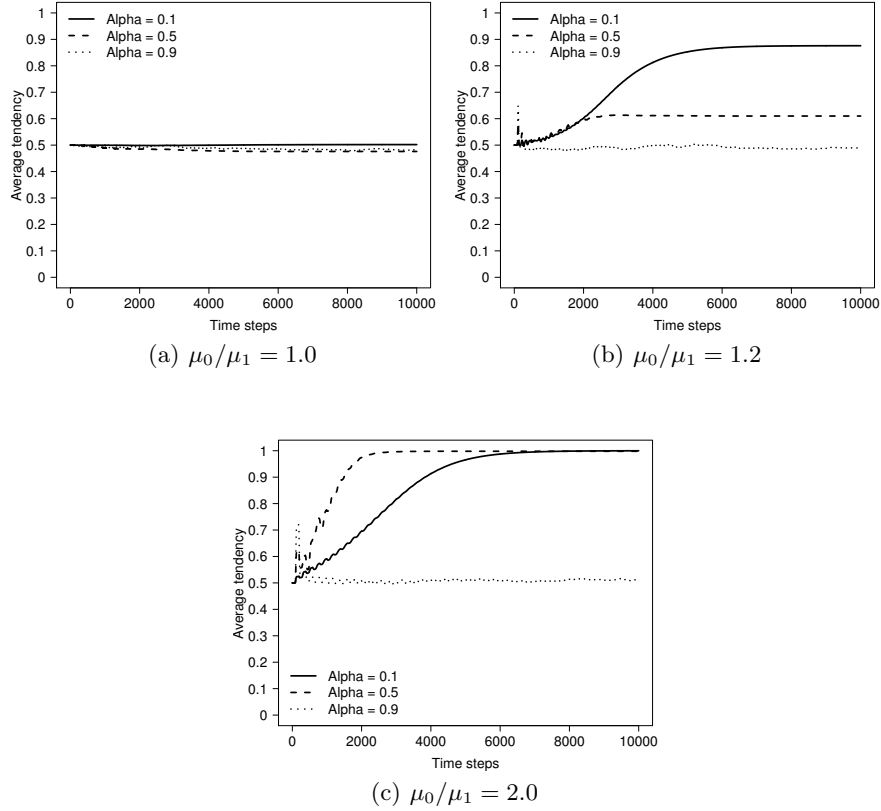 1
0.9
0.8
0.7
0.6
0.5
0.4
0.3
0.2
0.1
0
Average tendency
Alpha = 0.1
Alpha = 0.5
Alpha = 0.9
0 2000 4000 6000 8000 10000
Time steps
(a) μ₀/μ₁ = 1.0
1
0.9
0.8
0.7
0.6
0.5
0.4
0.3
0.2
0.1
0
Average tendency
Alpha = 0.1
Alpha = 0.5
Alpha = 0.9
0 2000 4000 6000 8000 10000
Time steps
(b) μ₀/μ₁ = 1.2
1
0.9
0.8
0.7
0.6
0.5
0.4
0.3
0.2
0.1
0
Average tendency
Alpha = 0.1
Alpha = 0.5
Alpha = 0.9
0 2000 4000 6000 8000 10000
Time steps
(c) μ₀/μ₁ = 2.0